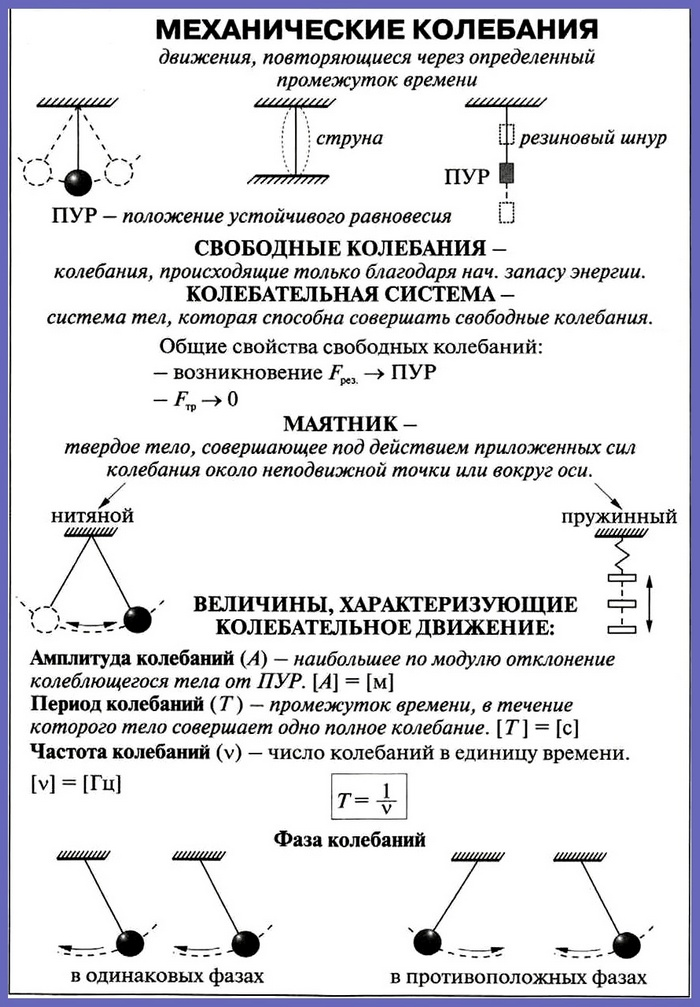 МЕХАНИЧЕСКИЕ КОЛЕБАНИЯ
движения, повторяющиеся через определенный
промежуток времени
струна
резиновый шнур
ПУР
ПУР – положение устойчивого равновесия
СВОБОДНЫЕ КОЛЕБАНИЯ –
колебания, происходящие только благодаря нач. запасу энергии.
КОЛЕБАТЕЛЬНАЯ СИСТЕМА –
система тел, которая способна совершать свободные колебания.
Общие свойства свободных колебаний:
– возникновение Fрез. → ПУР
– Fтр → 0
МАЯТНИК –
твердое тело, совершающее под действием приложенных сил
колебания около неподвижной точки или вокруг оси.
нитяной
пружинный
ВЕЛИЧИНЫ, ХАРАКТЕРИЗУЮЩИЕ
КОЛЕБАТЕЛЬНОЕ ДВИЖЕНИЕ:
Амплитуда колебаний (A) – наибольшее по модулю отклонение
колеблющегося тела от ПУР. [A] = [м]
Период колебаний (T) – промежуток времени, в течение
которого тело совершает одно полное колебание. [T] = [с]
Частота колебаний (ν) – число колебаний в единицу времени.
[ν] = [Гц]
T = 1/ν
Фаза колебаний
в одинаковых фазах
в противоположных фазах